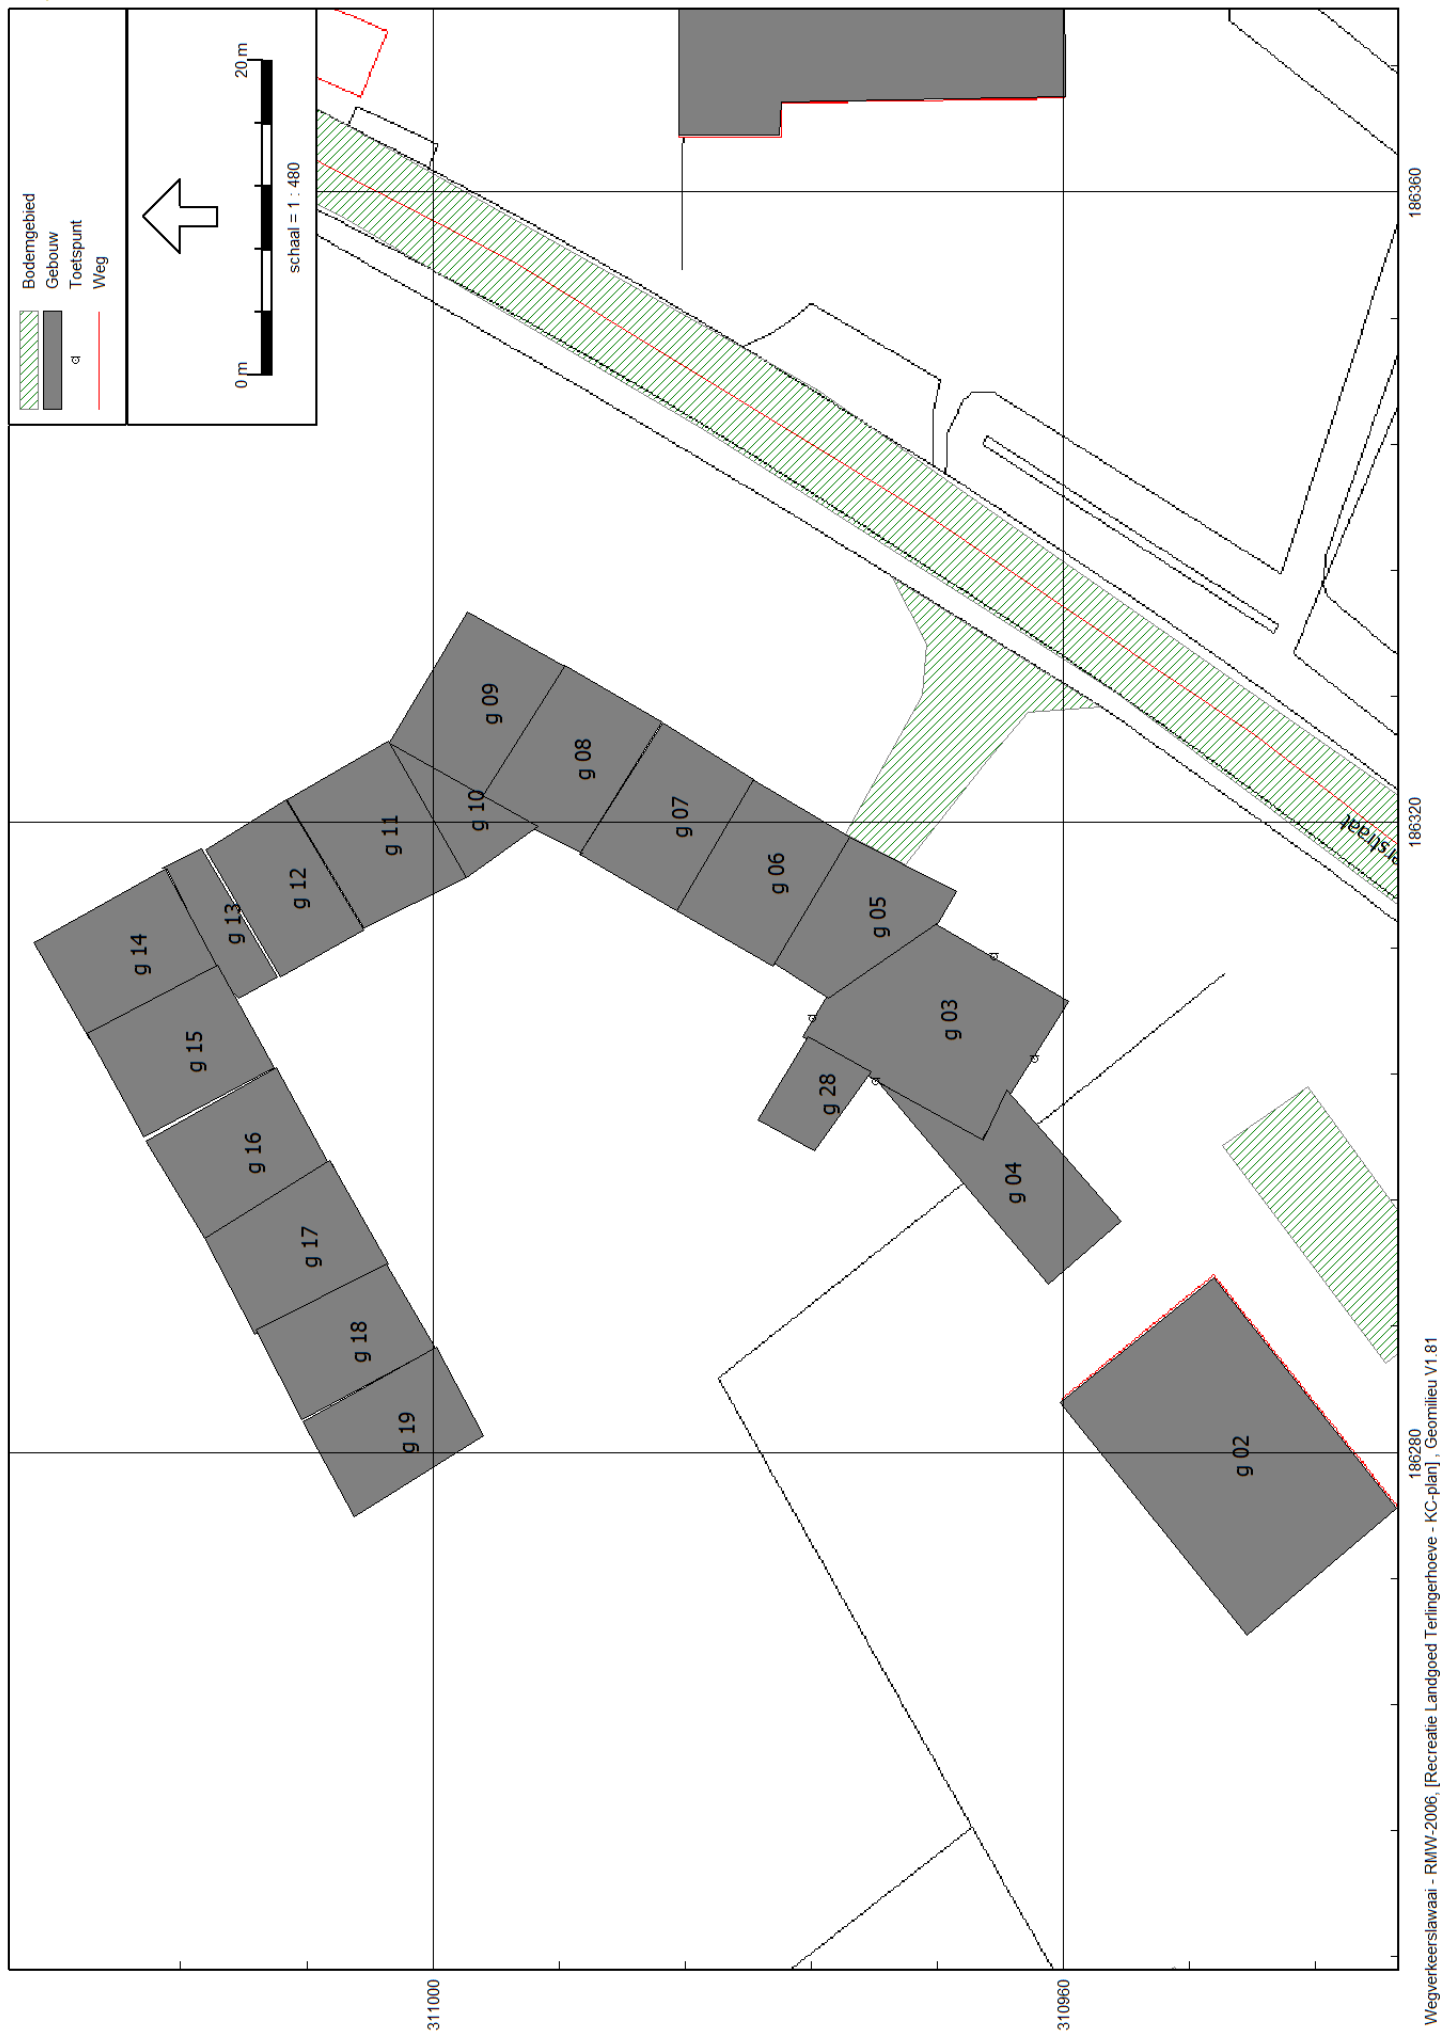 Bodemgebied
Gebouw
Toetspunt
Weg
0 m
20 m
schaal = 1 : 480
g 14
g 13
g 12
g 11
g 10
g 09
g 08
g 07
g 06
g 05
g 03
g 28
g 04
g 15
g 16
g 17
g 18
g 19
g 02
erstraat
311000
310960
186280
186320
186360
Wegverkeerslawaai - RMW-2006, [Recreatie Landgoed Terlingerhoeve - KC-plan] , Geomilieu V1.81